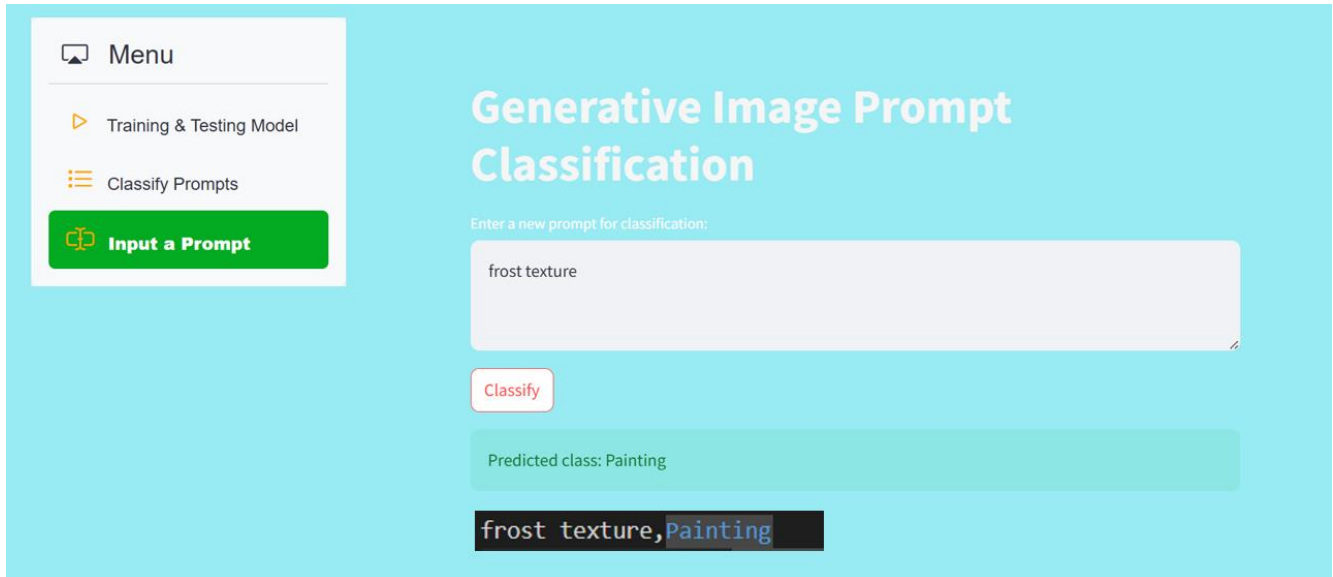 Menu
Training & Testing Model
Classify Prompts
Input a Prompt
Generative Image Prompt
Classification
Enter a new prompt for classification:
frost texture
Classify
Predicted class: Painting
frost texture,Painting